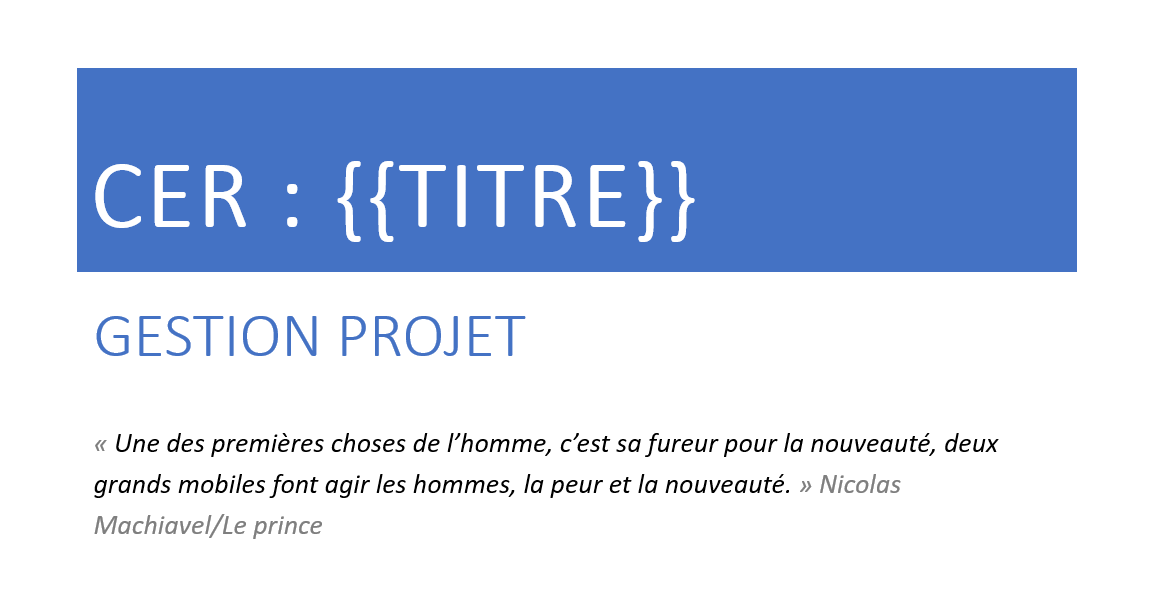 CER : {{TITRE}}
GESTION PROJET
« Une des premières choses de l’homme, c’est sa fureur pour la nouveauté, deux
grands mobiles font agir les hommes, la peur et la nouveauté. » Nicolas
Machiavel/Le prince